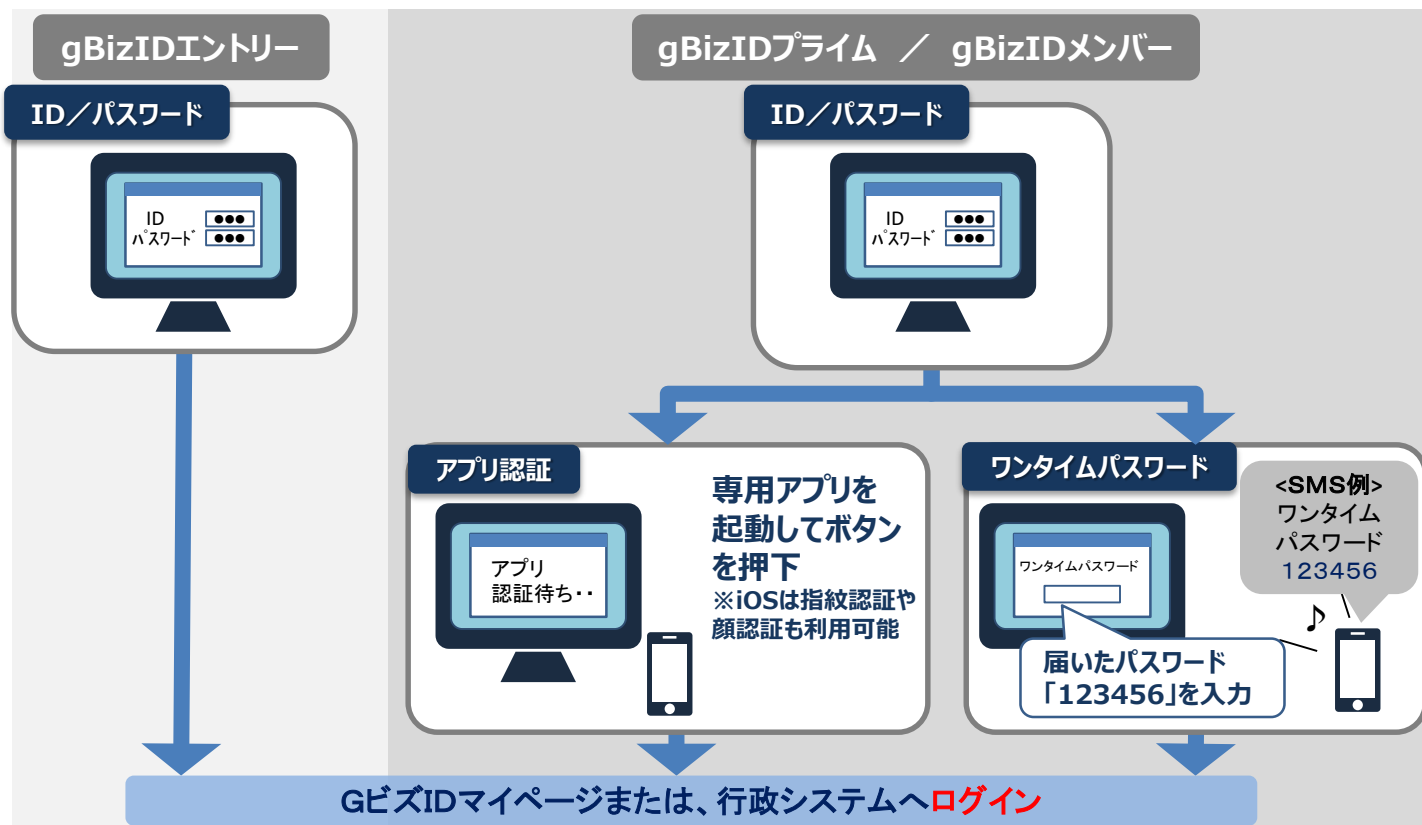 gBizIDエントリー
ID／パスワード
ID ●●●
パスワード ●●●
gBizIDプライム ／ gBizIDメンバー
ID／パスワード
ID ●●●
パスワード ●●●
アプリ認証
アプリ
認証待ち・・
専用アプリを
起動してボタン
を押下
※iOSは指紋認証や
顔認証も利用可能
ワンタイムパスワード
ワンタイムパスワード
届いたパスワード
「123456」を入力
<SMS例>
ワンタイム
パスワード
１２３４５６
♪
GビズIDマイページまたは、行政システムへログイン